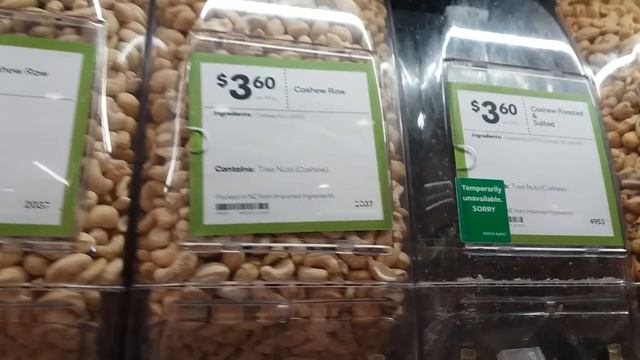 shew Raw
2037
$3 60
Cashew Raw
Ingredients:
Contains: Tree Nuts (Cashew).
Packed in NZ from Imported Ingredients
2037
$3 60
Cashew Roasted
&
Salted
Ingredients:
Tree Nuts (Cashew)
NZ from Imported Ingredients
4953
Temporarily
unavailable.
SORRY